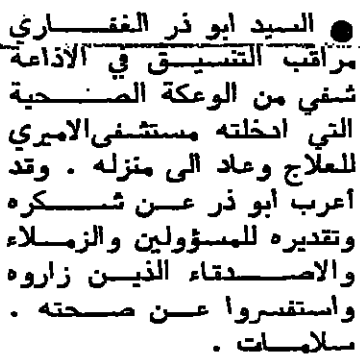 ● السيد ابو ذر الغفاري
مراقب التنسيق في الاذاعة
شفي من الوعكة الصحية
التي ادخلته مستشفى الاميري
للعلاج وعاد الى منزله . وقد
أعرب أبو ذر عن شكره
وتقديره للمسؤولين والزملاء
والاصدقاء الذين زاروه
واستفسروا عن صحته .
سلامات .